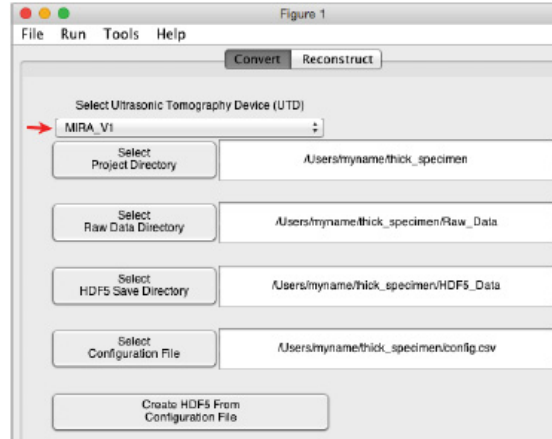 Figure 1
File Run Tools Help
Convert Reconstruct
Select Ultrasonic Tomography Device (UTD)
MIRA_V1
Select
Project Directory
/Users/myname/thick_specimen
Select
Raw Data Directory
/Users/myname/thick_specimen/Raw_Data
Select
HDF5 Save Directory
/Users/myname/thick_specimen/HDF5_Data
Select
Configuration File
/Users/myname/thick_specimen/config.csv
Create HDF5 From
Configuration File